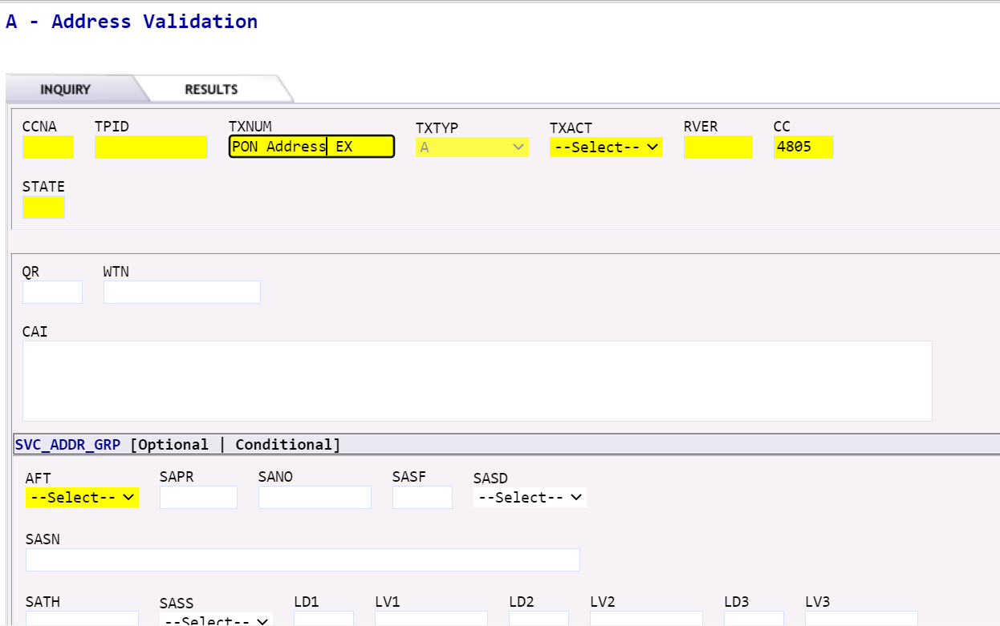 A - Address Validation
INQUIRY RESULTS
CCNA TPID TXNUM TXTYP TXACT RVER CC
PON Address EX A --Select-- 4805
STATE
QR WTN
CAI
SVC_ADDR_GRP [Optional | Conditional]
AFT SAPR SANO SASF SASD
--Select-- --Select--
SASN
SATH SASS LD1 LV1 LD2 LV2 LD3 LV3
--Select--